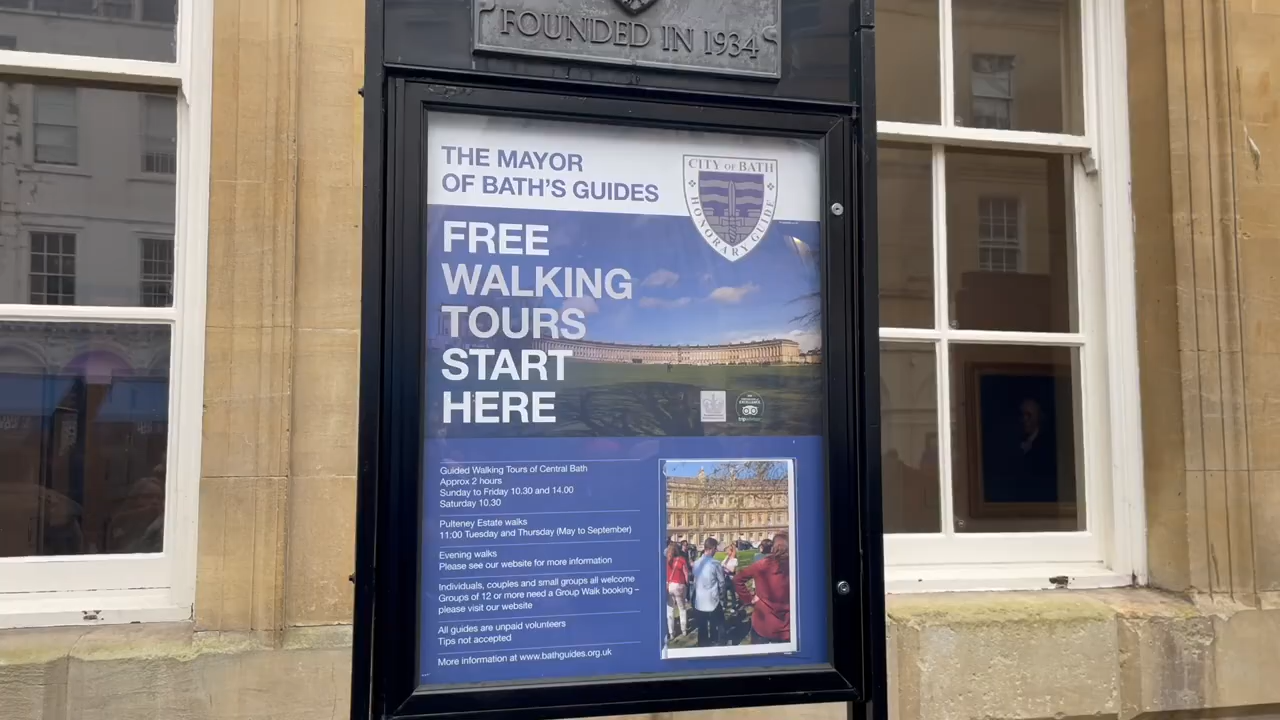 FOUNDED IN 1934
THE MAYOR
OF BATH'S GUIDES
CITY OF BATH
HONORARY GUIDE
FREE
WALKING
TOURS
START
HERE
Guided Walking Tours of Central Bath
Approx 2 hours
Sunday to Friday 10.30 and 14.00
Saturday 10.30
Pulteney Estate walks
11:00 Tuesday and Thursday (May to September)
Evening walks
Please see our website for more information
Individuals, couples and small groups all welcome
Groups of 12 or more need a Group Walk booking –
please visit our website
All guides are unpaid volunteers
Tips not accepted
More information at www.bathguides.org.uk